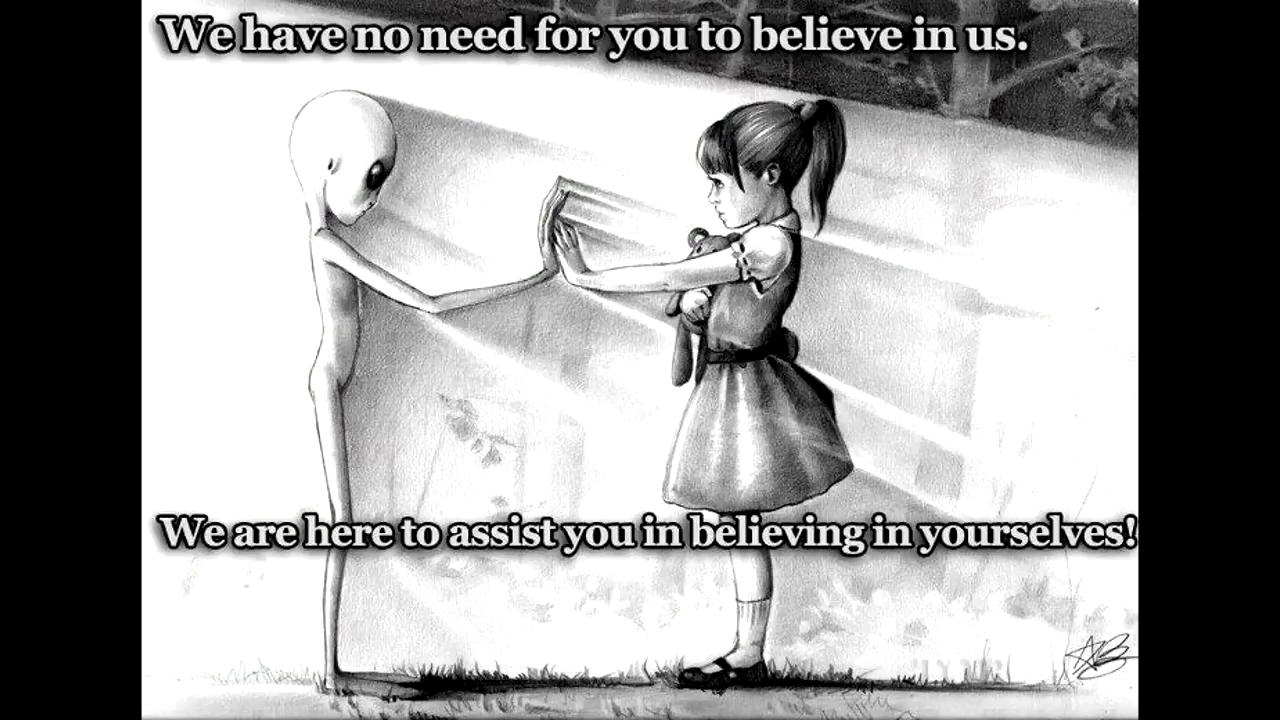 We have no need for you to believe in us.
We are here to assist you in believing in yourselves!